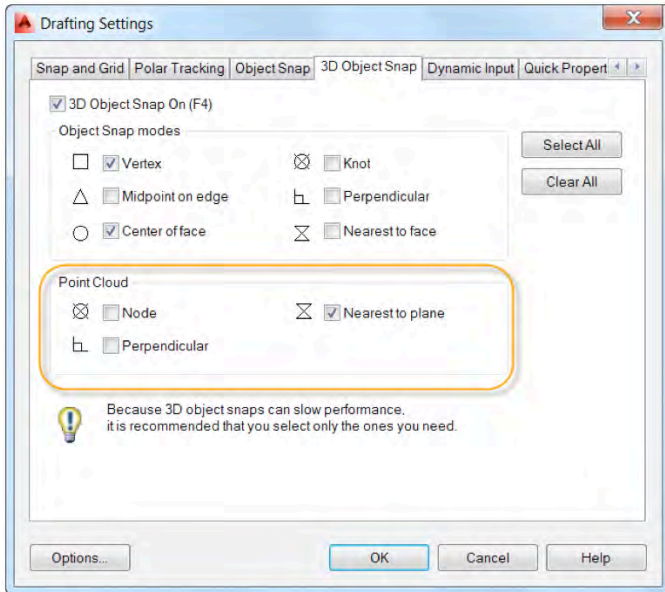 Drafting Settings
X
Snap and Grid Polar Tracking Object Snap 3D Object Snap Dynamic Input Quick Propert
3D Object Snap On (F4)
Object Snap modes
Vertex Knot
Midpoint on edge Perpendicular
Center of face Nearest to face
Select All
Clear All
Point Cloud
Node Nearest to plane
Perpendicular
Because 3D object snaps can slow performance,
it is recommended that you select only the ones you need.
Options... OK Cancel Help